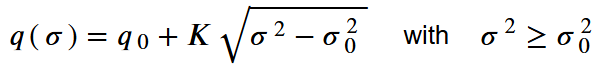 q(σ) = q₀ + K √(σ² − σ₀²) with σ² ≥ σ₀²